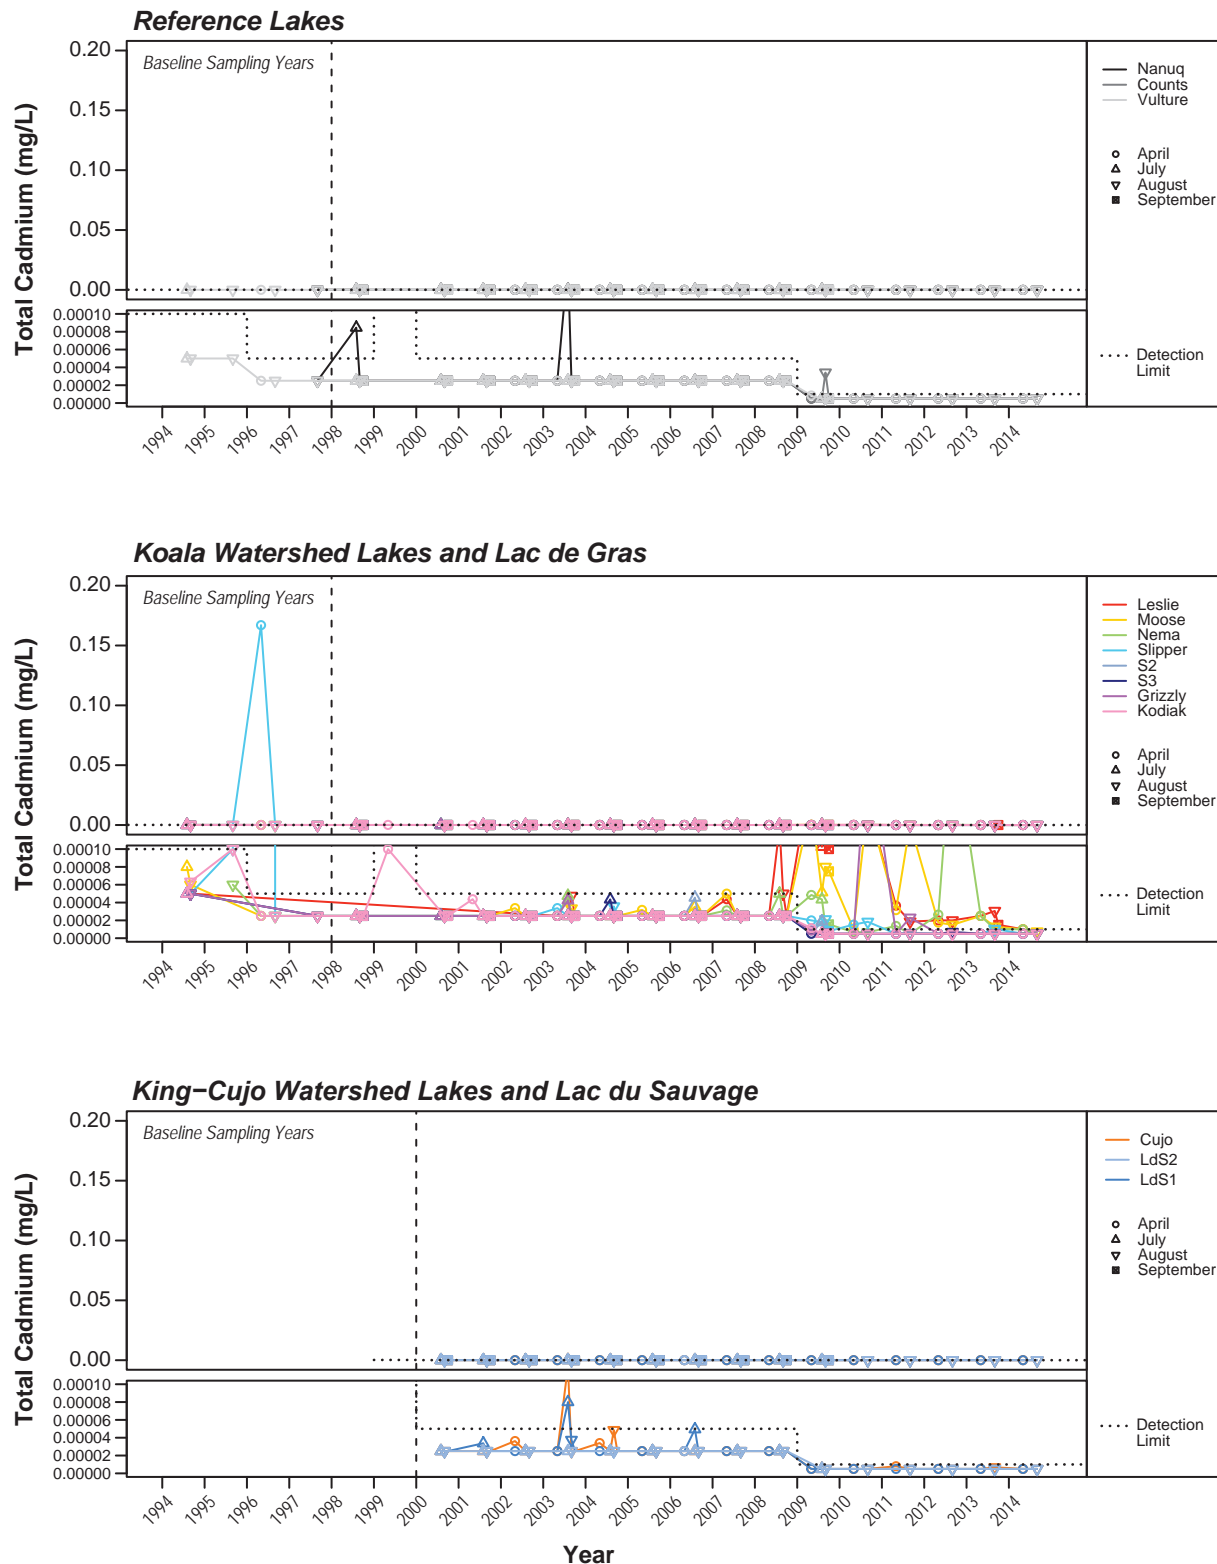 Reference Lakes
Baseline Sampling Years
Total Cadmium (mg/L)
0.20
0.15
0.10
0.05
0.00
0.00010
0.00008
0.00006
0.00004
0.00002
0.00000
1994 1995 1996 1997 1998 1999 2000 2001 2002 2003 2004 2005 2006 2007 2008 2009 2010 2011 2012 2013 2014
Nanuq
Counts
Vulture
April
July
August
September
Detection
Limit
Koala Watershed Lakes and Lac de Gras
Baseline Sampling Years
Total Cadmium (mg/L)
0.20
0.15
0.10
0.05
0.00
0.00010
0.00008
0.00006
0.00004
0.00002
0.00000
1994 1995 1996 1997 1998 1999 2000 2001 2002 2003 2004 2005 2006 2007 2008 2009 2010 2011 2012 2013 2014
Leslie
Moose
Nema
Slipper
S2
S3
Grizzly
Kodiak
April
July
August
September
Detection
Limit
King−Cujo Watershed Lakes and Lac du Sauvage
Baseline Sampling Years
Total Cadmium (mg/L)
0.20
0.15
0.10
0.05
0.00
0.00010
0.00008
0.00006
0.00004
0.00002
0.00000
1994 1995 1996 1997 1998 1999 2000 2001 2002 2003 2004 2005 2006 2007 2008 2009 2010 2011 2012 2013 2014
Cujo
LdS2
LdS1
April
July
August
September
Detection
Limit
Year